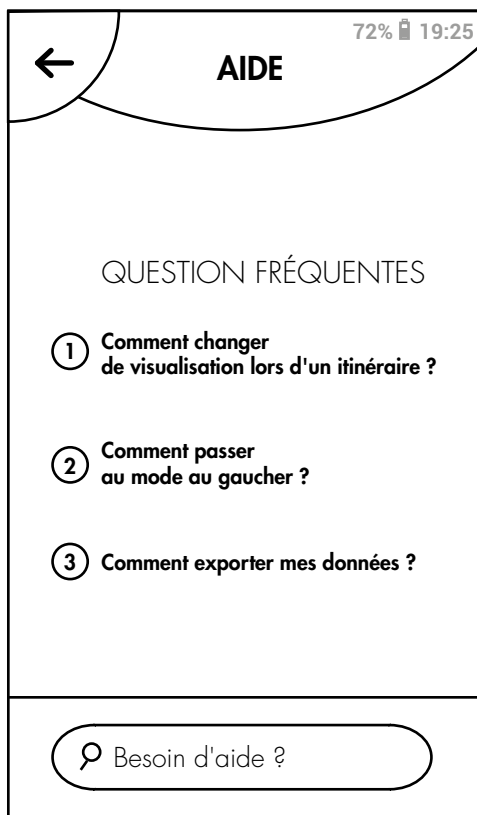 72% 19:25
AIDE
QUESTION FRÉQUENTES
1 Comment changer
de visualisation lors d'un itinéraire ?
2 Comment passer
au mode au gaucher ?
3 Comment exporter mes données ?
Besoin d'aide ?